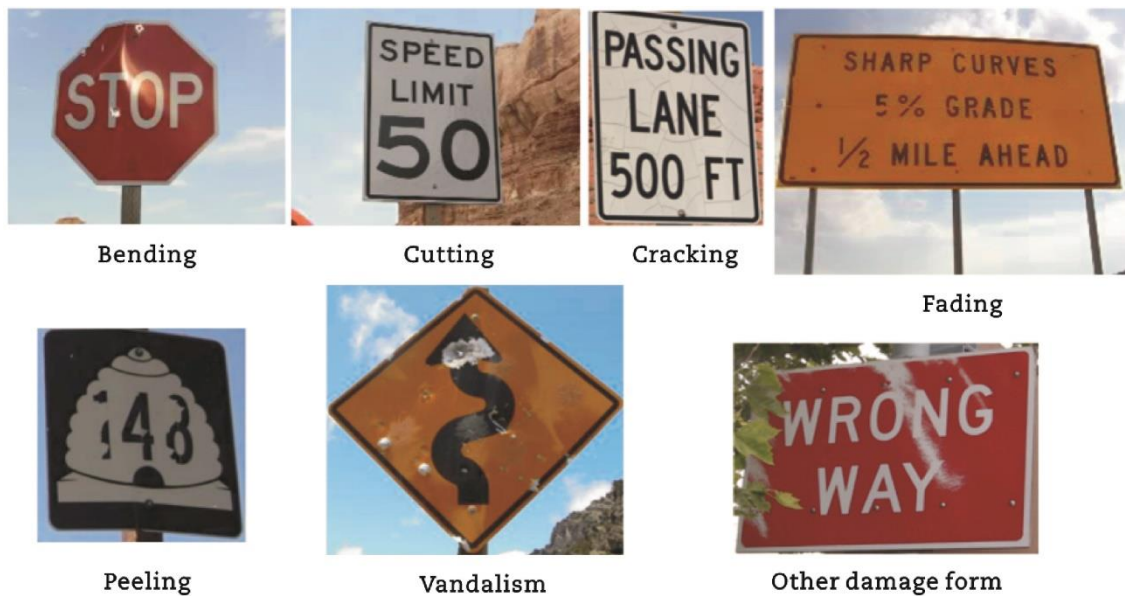 STOP
SPEED
LIMIT
50
PASSING
LANE
500 FT
SHARP CURVES
5% GRADE
1/2 MILE AHEAD
Bending
Cutting
Cracking
Fading
143
WRONG
WAY
Peeling
Vandalism
Other damage form